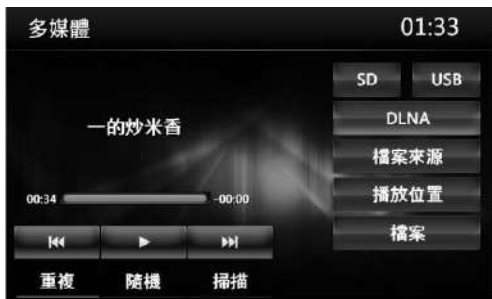 多媒體 01:33
SD USB
DLNA
一的炒米香
檔案來源
00:34 -00:00
播放位置
檔案
重複 隨機 掃描